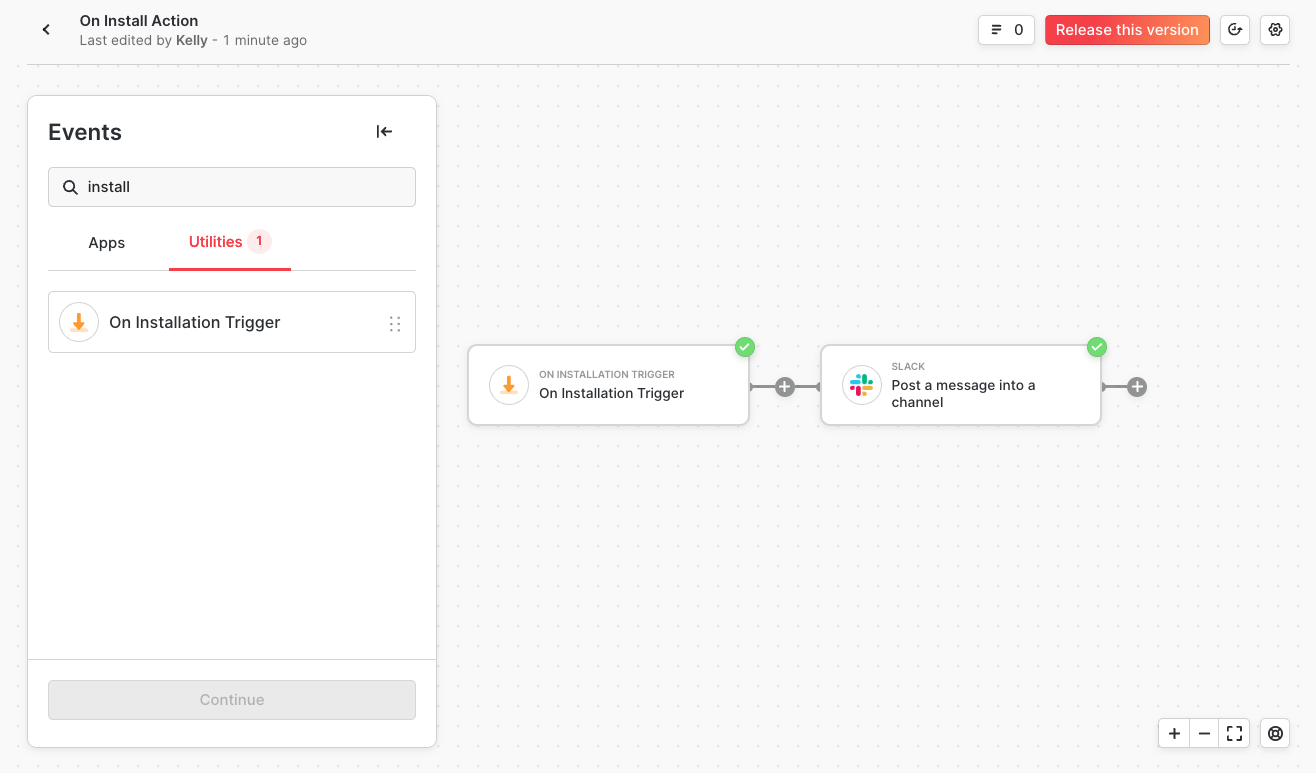 On Install Action
Last edited by Kelly - 1 minute ago
0
Release this version
Events
install
Apps
Utilities 1
On Installation Trigger
Continue
ON INSTALLATION TRIGGER
On Installation Trigger
SLACK
Post a message into a
channel